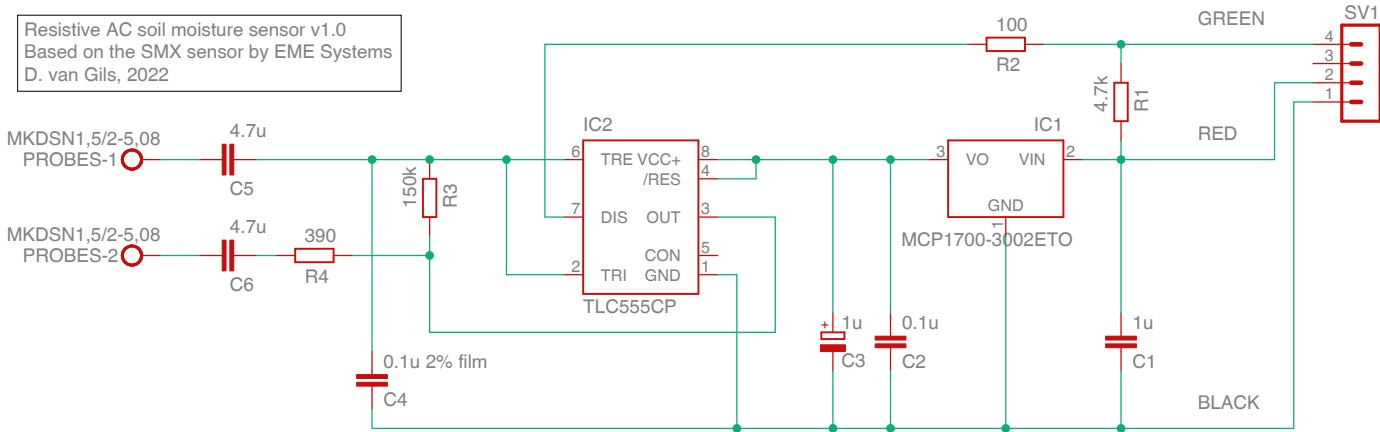 Resistive AC soil moisture sensor v1.0
Based on the SMX sensor by EME Systems
D. van Gils, 2022
GREEN
SV1
100
R2
4
3
2
1
4.7k
R1
RED
MKDSN1,5/2-5,08
PROBES-1
4.7u
C5
IC2
6 TRE VCC+ 8
/RES 4
7 DIS OUT 3
CON 5
2 TRI GND 1
TLC555CP
IC1
3 VO VIN 2
GND
1
MCP1700-3002ETO
150k
R3
MKDSN1,5/2-5,08
PROBES-2
4.7u
C6
390
R4
0.1u 2% film
C4
+
1u
C3
0.1u
C2
1u
C1
BLACK